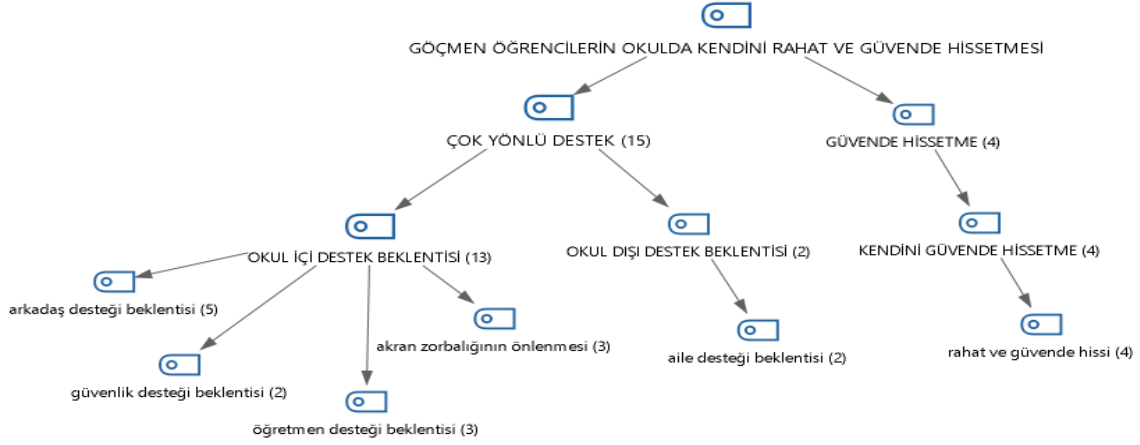 GÖÇMEN ÖĞRENCİLERİN OKULDA KENDİNİ RAHAT VE GÜVENDE HİSSETMESİ
ÇOK YÖNLÜ DESTEK (15)
GÜVENDE HİSSETME (4)
OKUL İÇİ DESTEK BEKLENTİSİ (13)
OKUL DIŞI DESTEK BEKLENTİSİ (2)
KENDİNİ GÜVENDE HİSSETME (4)
arkadaş desteği beklentisi (5)
akran zorbalığının önlenmesi (3)
aile desteği beklentisi (2)
rahat ve güvende hissi (4)
güvenlik desteği beklentisi (2)
öğretmen desteği beklentisi (3)